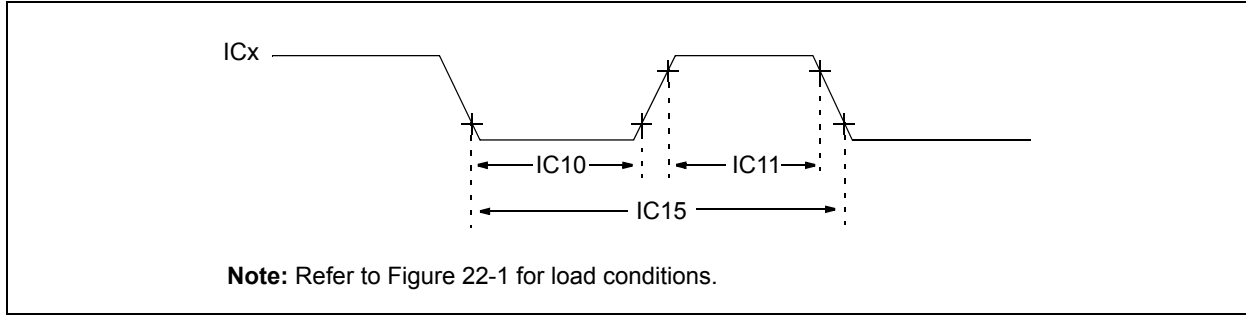 ICx
IC10
IC11
IC15
Note: Refer to Figure 22-1 for load conditions.